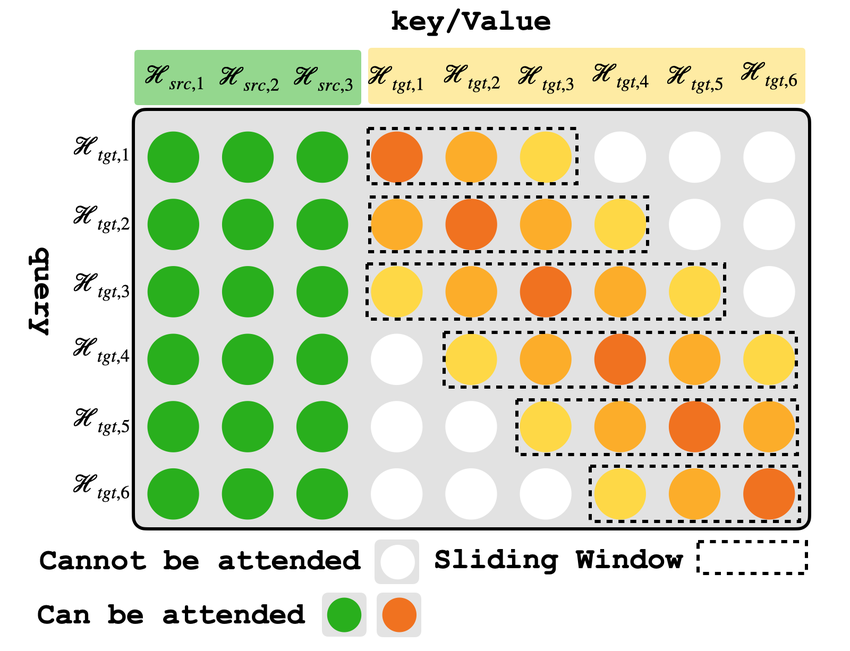 key/Value
ℋsrc,1 ℋsrc,2 ℋsrc,3 ℋtgt,1 ℋtgt,2 ℋtgt,3 ℋtgt,4 ℋtgt,5 ℋtgt,6
query
ℋtgt,1
ℋtgt,2
ℋtgt,3
ℋtgt,4
ℋtgt,5
ℋtgt,6
Cannot be attended
Sliding Window
Can be attended